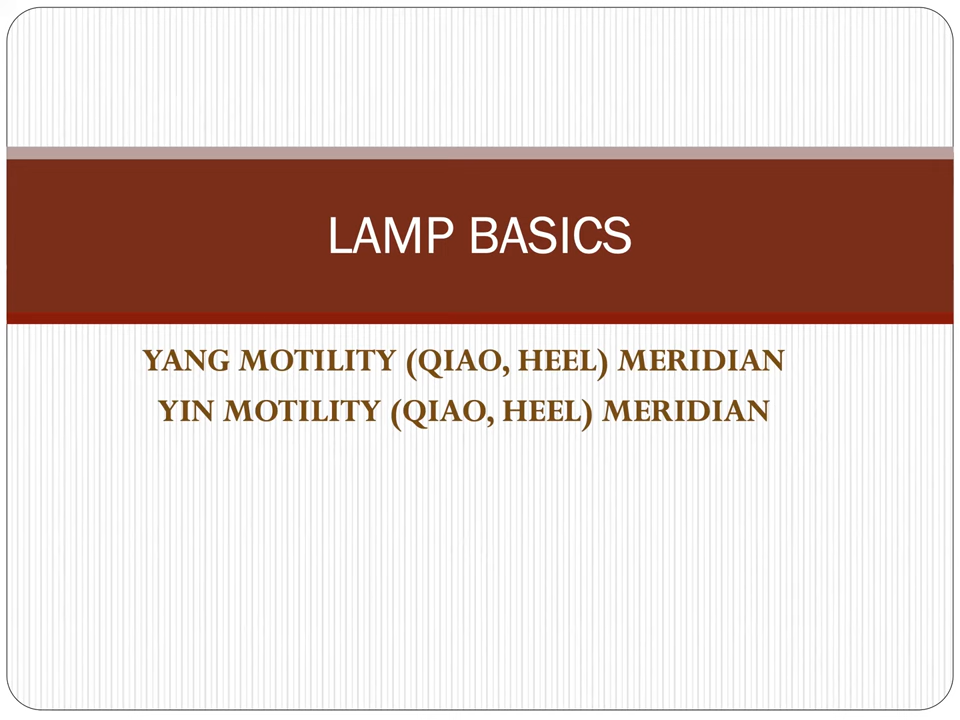 LAMP BASICS
YANG MOTILITY (QIAO, HEEL) MERIDIAN
YIN MOTILITY (QIAO, HEEL) MERIDIAN